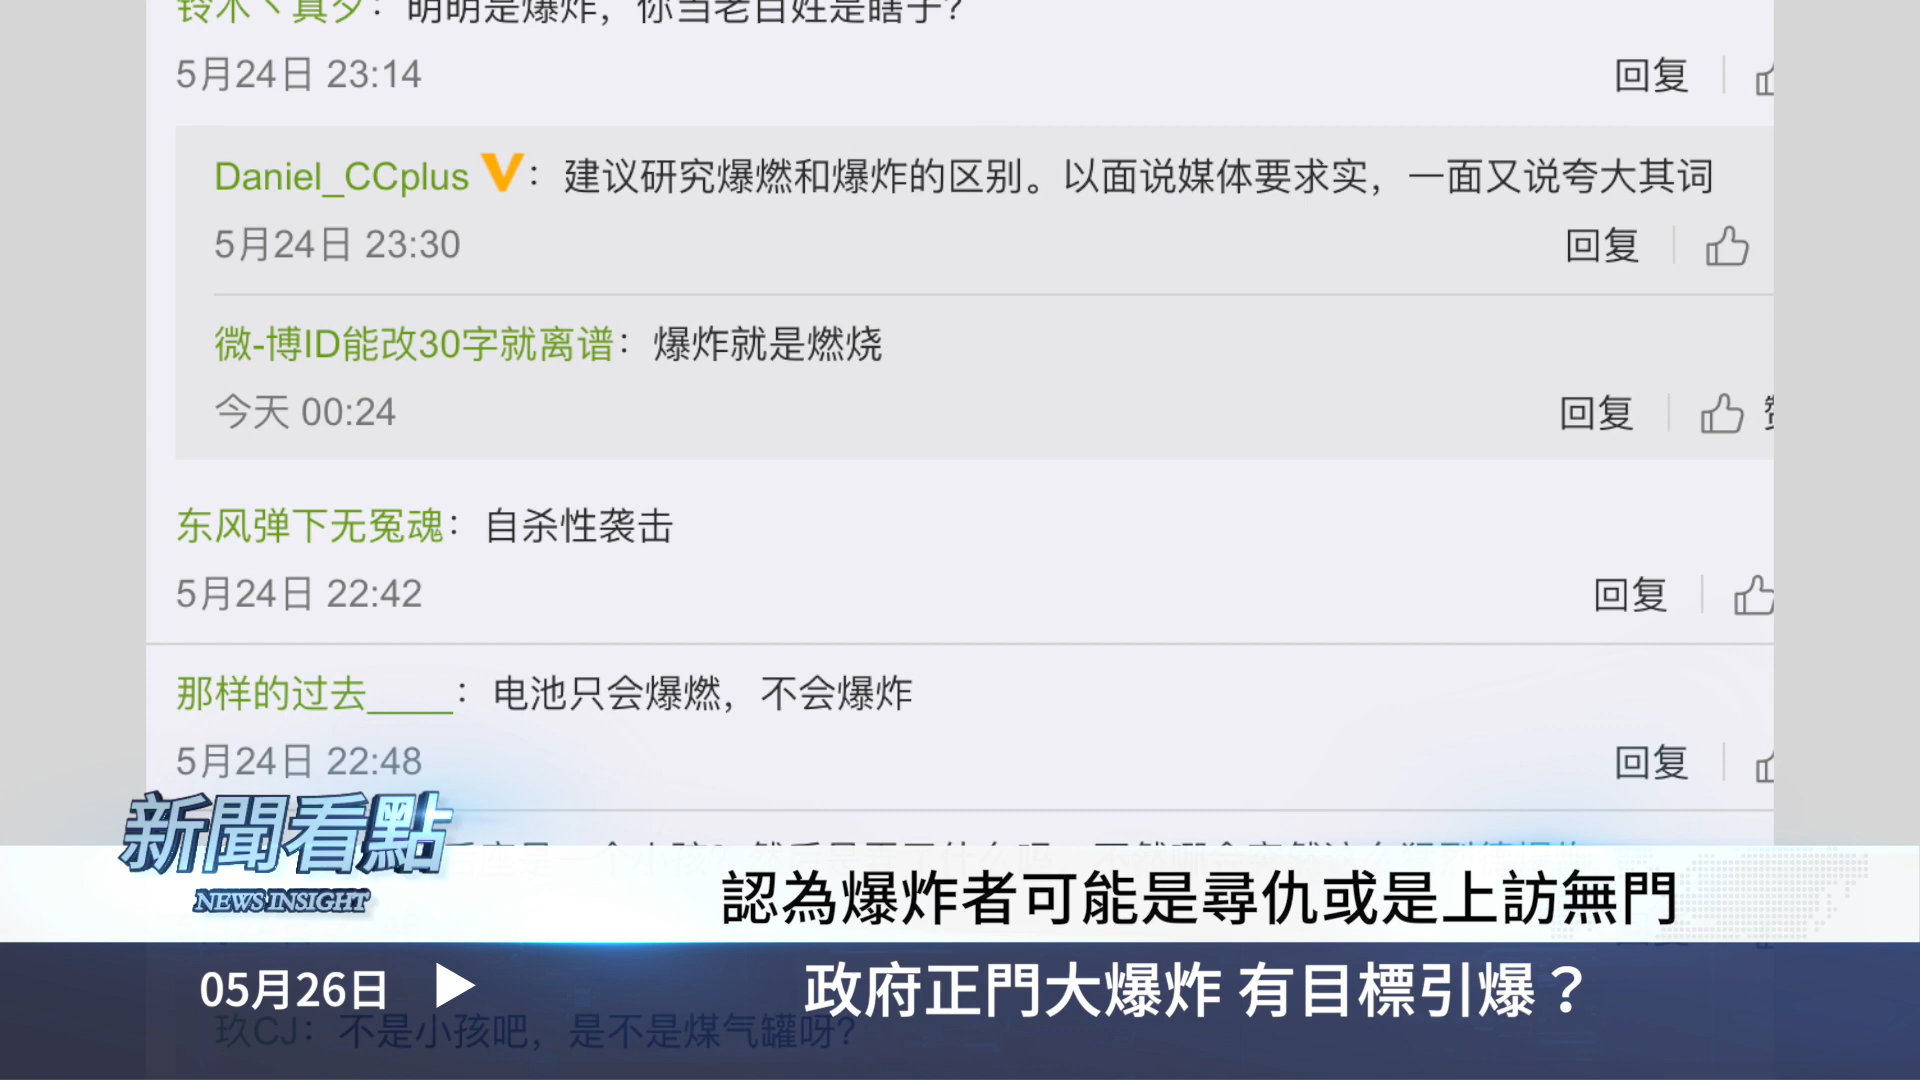 铃木丶真夕：明明是爆炸，你当老百姓是瞎子？
5月24日 23:14
回复
Daniel_CCplus V：建议研究爆燃和爆炸的区别。以面说媒体要求实，一面又说夸大其词
5月24日 23:30
回复
微-博ID能改30字就离谱：爆炸就是燃烧
今天 00:24
回复
东风弹下无冤魂：自杀性袭击
5月24日 22:42
回复
那样的过去____：电池只会爆燃，不会爆炸
5月24日 22:48
回复
新聞看點
NEWS INSIGHT
認為爆炸者可能是尋仇或是上訪無門
05月26日
政府正門大爆炸 有目標引爆？
玖CJ：不是小孩吧，是不是煤气罐呀？